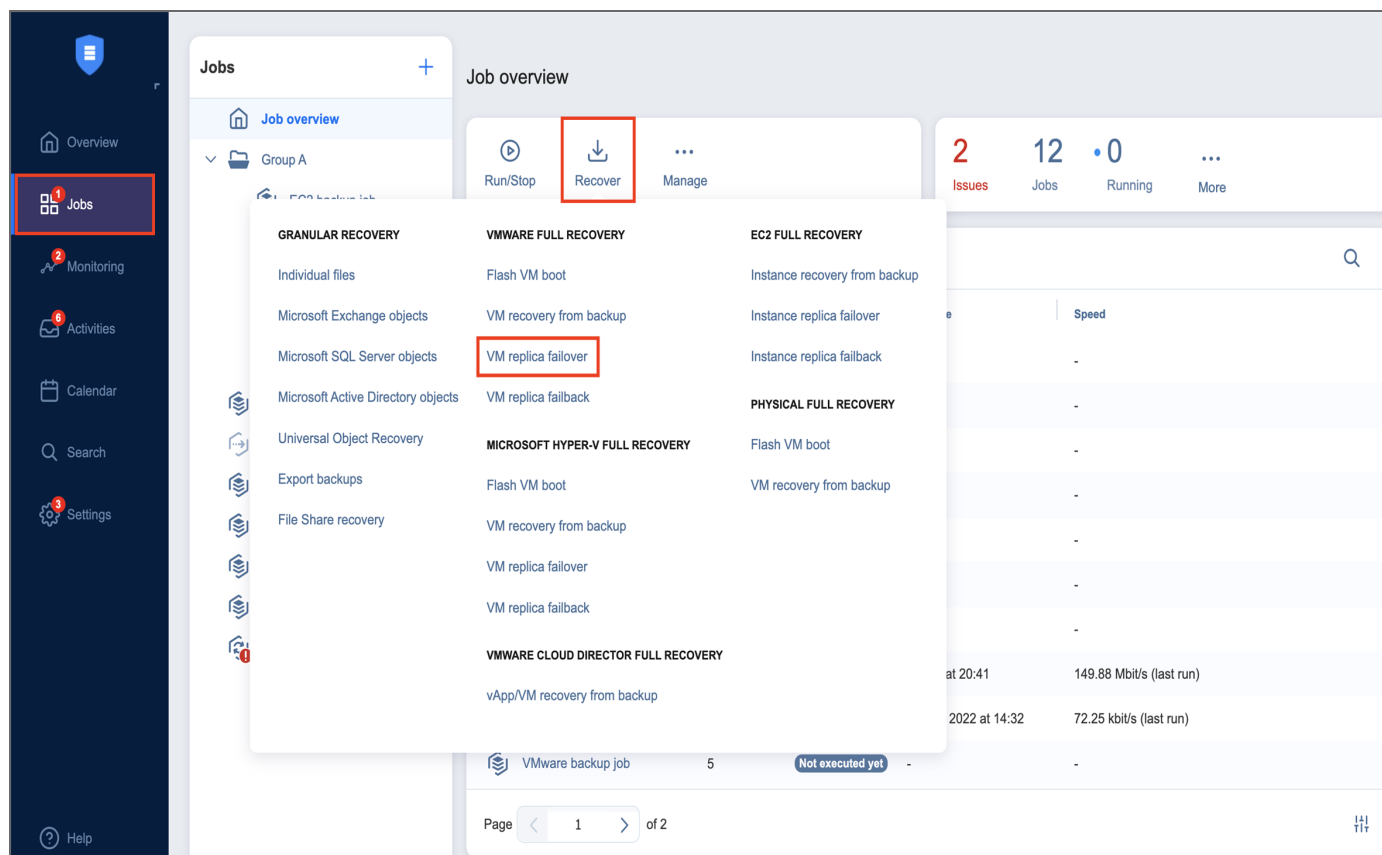 Jobs
Job overview
Job overview
Group A
Overview
1
Jobs
2
Monitoring
6
Activities
Calendar
Search
3
Settings
Help
Run/Stop
Recover
Manage
2
Issues
12
Jobs
0
Running
More
GRANULAR RECOVERY
Individual files
Microsoft Exchange objects
Microsoft SQL Server objects
Microsoft Active Directory objects
Universal Object Recovery
Export backups
File Share recovery
VMWARE FULL RECOVERY
Flash VM boot
VM recovery from backup
VM replica failover
VM replica failback
MICROSOFT HYPER-V FULL RECOVERY
Flash VM boot
VM recovery from backup
VM replica failover
VM replica failback
VMWARE CLOUD DIRECTOR FULL RECOVERY
vApp/VM recovery from backup
EC2 FULL RECOVERY
Instance recovery from backup
Instance replica failover
Instance replica failback
PHYSICAL FULL RECOVERY
Flash VM boot
VM recovery from backup
e
Speed
-
-
-
-
-
-
-
at 20:41 149.88 Mbit/s (last run)
2022 at 14:32 72.25 kbit/s (last run)
VMware backup job 5 Not executed yet - -
Page 1 of 2